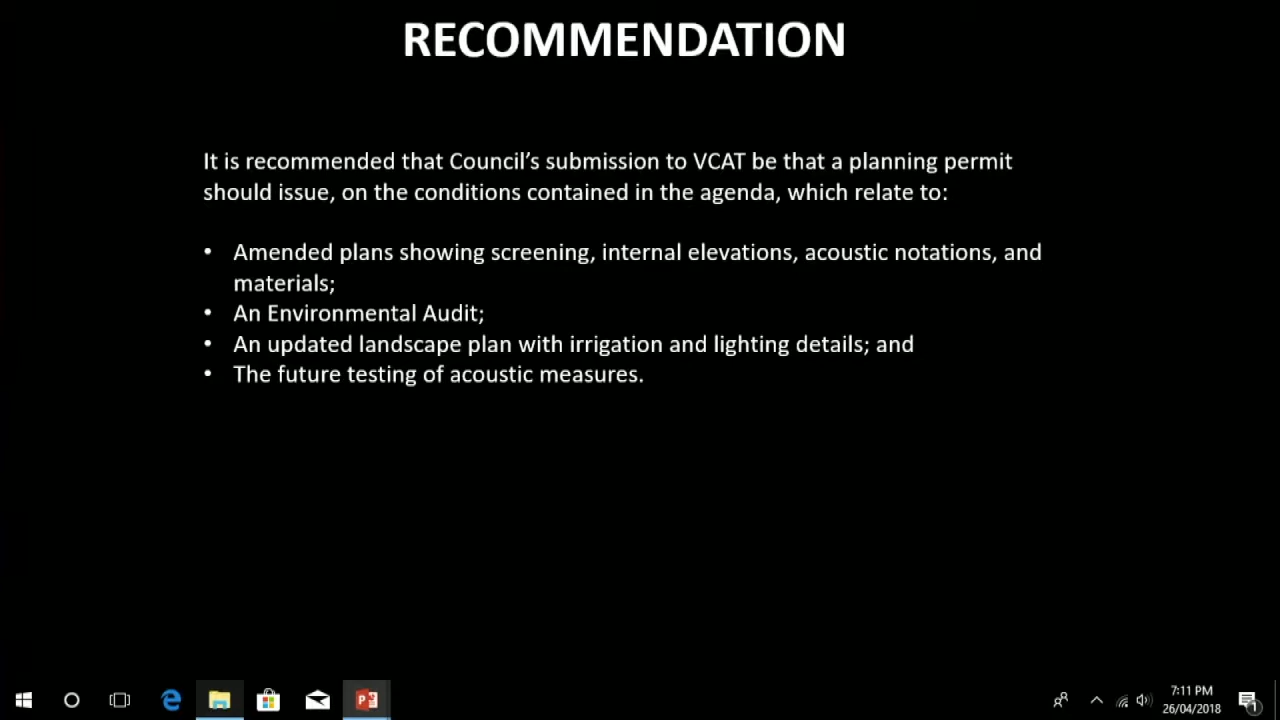 RECOMMENDATION
It is recommended that Council's submission to VCAT be that a planning permit
should issue, on the conditions contained in the agenda, which relate to:
• Amended plans showing screening, internal elevations, acoustic notations, and
materials;
• An Environmental Audit;
• An updated landscape plan with irrigation and lighting details; and
• The future testing of acoustic measures.
7:11 PM
26/04/2018
1